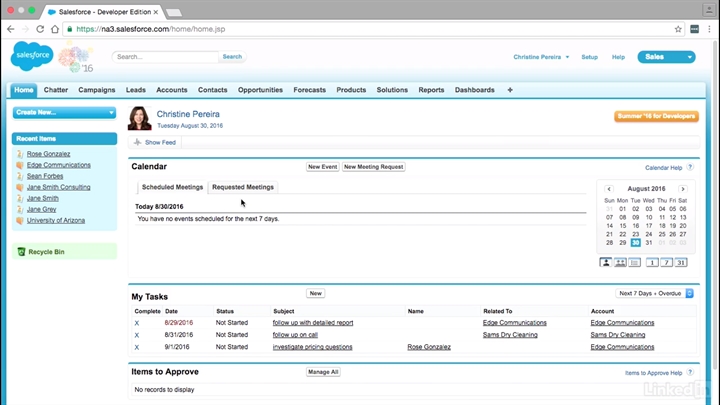 Salesforce - Developer Edition
https://na3.salesforce.com/home/home.jsp
salesforce
'16
Search...
Search
Christine Pereira
Setup
Help
Sales
Home Chatter Campaigns Leads Accounts Contacts Opportunities Forecasts Products Solutions Reports Dashboards +
Create New...
Recent Items
Rose Gonzalez
Edge Communications
Sean Forbes
Jane Smith Consulting
Jane Smith
Jane Grey
University of Arizona
Recycle Bin
Christine Pereira
Tuesday August 30, 2016
Summer '16 for Developers
Show Feed
Calendar
New Event
New Meeting Request
Calendar Help ?
Scheduled Meetings
Requested Meetings
Today 8/30/2016
You have no events scheduled for the next 7 days.
August 2016
Sun Mon Tue Wed Thu Fri Sat
31 01 02 03 04 05 06
07 08 09 10 11 12 13
14 15 16 17 18 19 20
21 22 23 24 25 26 27
28 29 30 31 01 02 03
1 7 31
My Tasks
New
Next 7 Days + Overdue
Complete Date Status Subject Name Related To Account
X 8/29/2016 Not Started follow up with detailed report Edge Communications Edge Communications
X 8/31/2016 Not Started follow up on call Sams Dry Cleaning Sams Dry Cleaning
X 9/1/2016 Not Started investigate pricing questions Rose Gonzalez Edge Communications
Items to Approve
Manage All
Items to Approve Help ?
No records to display
LinkedIn